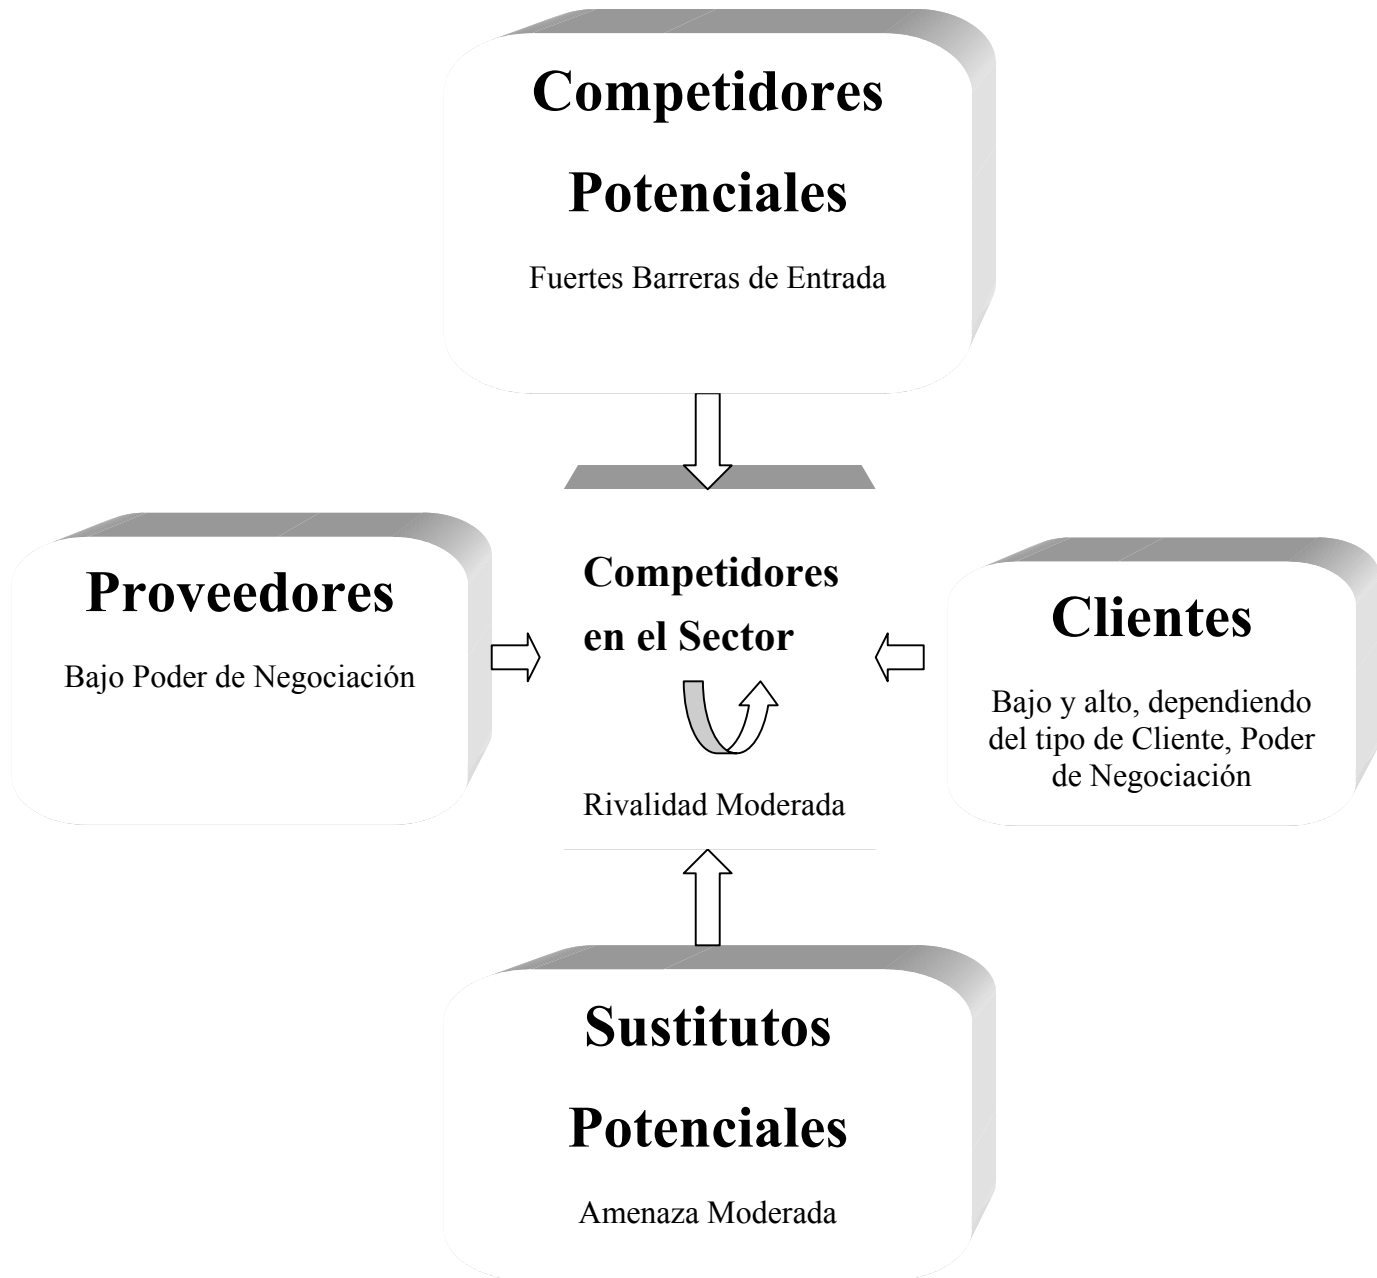 Competidores
Potenciales
Fuertes Barreras de Entrada
Proveedores
Bajo Poder de Negociación
Competidores
en el Sector
Rivalidad Moderada
Clientes
Bajo y alto, dependiendo
del tipo de Cliente, Poder
de Negociación
Sustitutos
Potenciales
Amenaza Moderada